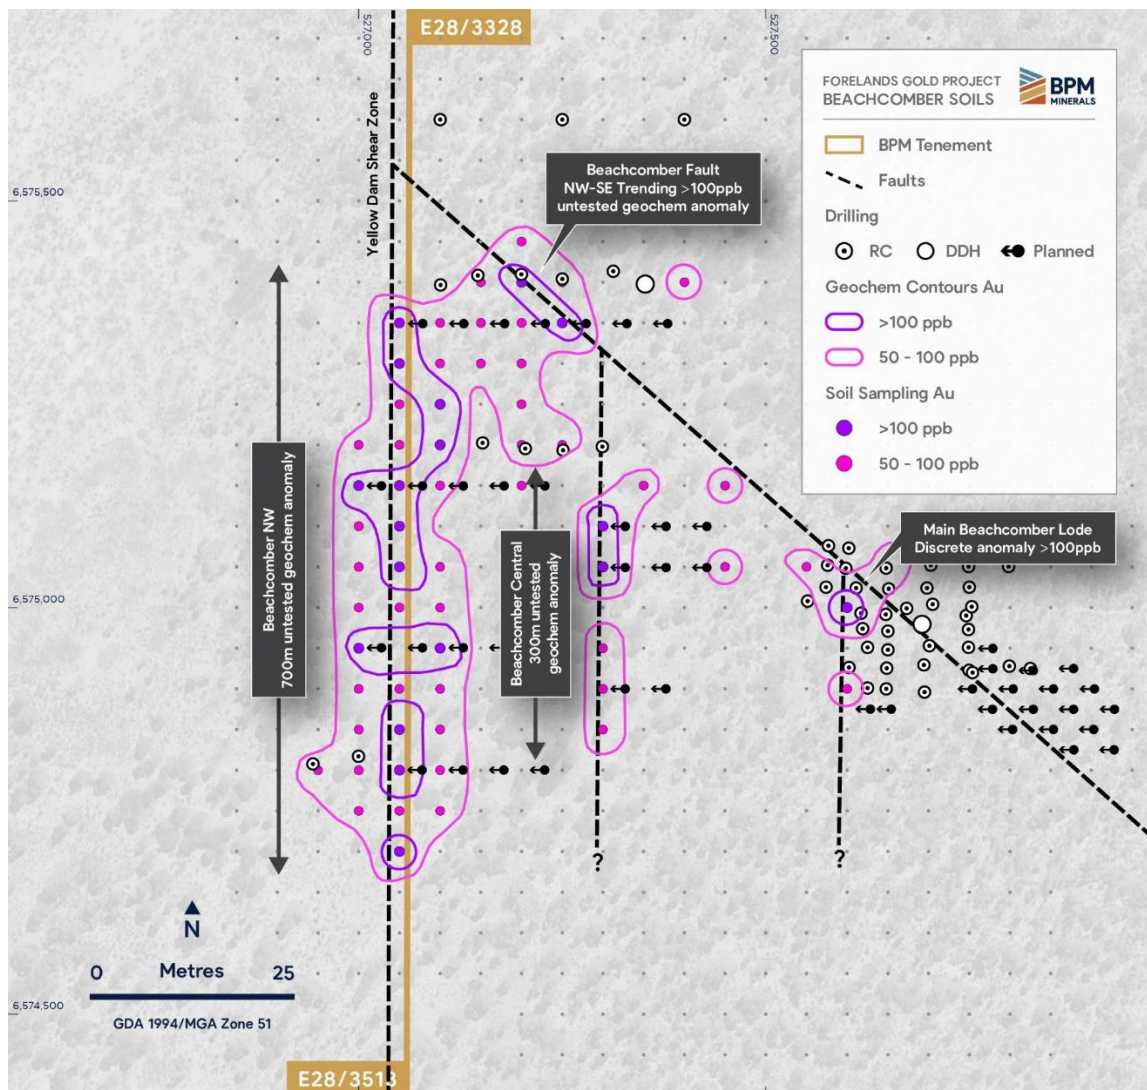 E28/3328
527,000
527,500
FORELANDS GOLD PROJECT
BEACHCOMBER SOILS
BPM
MINERALS
BPM Tenement
Faults
Drilling
RC
DDH
Planned
Geochem Contours Au
>100 ppb
50 - 100 ppb
Soil Sampling Au
>100 ppb
50 - 100 ppb
Yellow Dam Shear Zone
Beachcomber Fault
NW-SE Trending >100ppb
untested geochem anomaly
6,575,500
Beachcomber NW
700m untested geochem anomaly
Beachcomber Central
300m untested
geochem anomaly
Main Beachcomber Lode
Discrete anomaly >100ppb
6,575,000
?
?
N
0
Metres
25
GDA 1994/MGA Zone 51
6,574,500
E28/3513